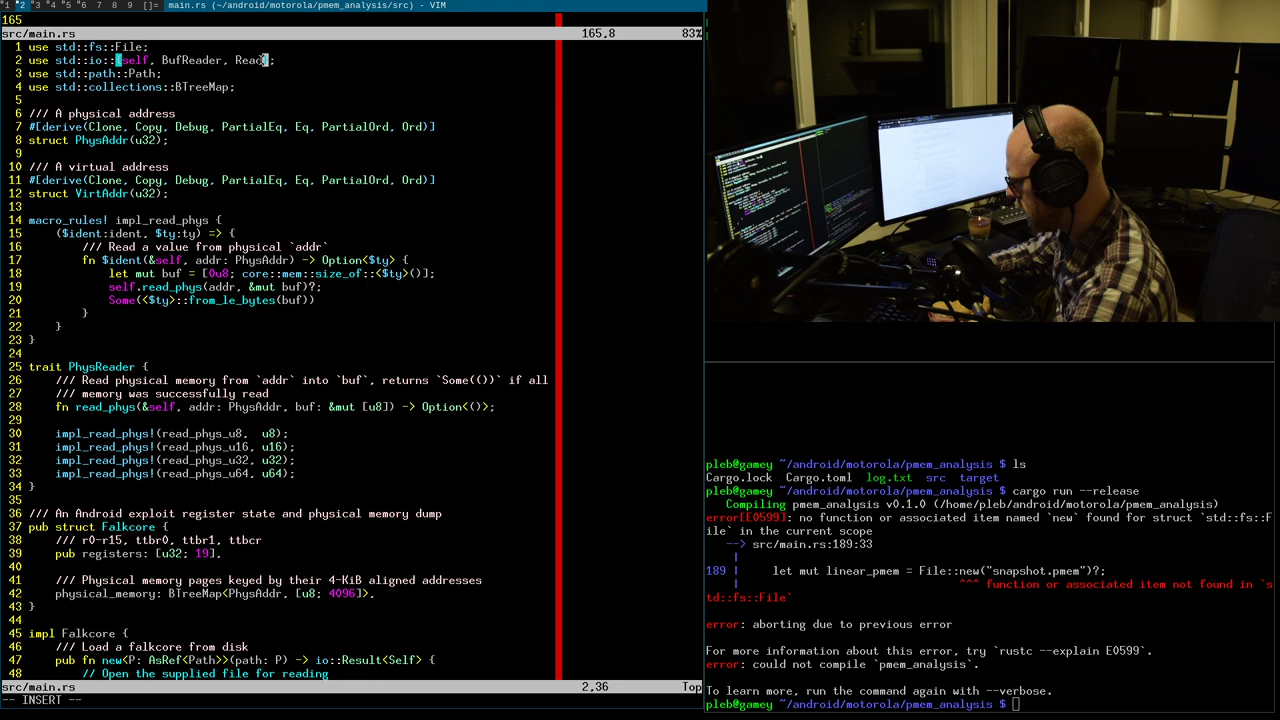 1 2 3 4 5 6 7 8 9 []= main.rs (~/android/motorola/pmem_analysis/src) - VIM
165
src/main.rs 165,8 83%
1 use std::fs::File;
2 use std::io::{self, BufReader, Read};
3 use std::path::Path;
4 use std::collections::BTreeMap;
5
6 /// A physical address
7 #[derive(Clone, Copy, Debug, PartialEq, Eq, PartialOrd, Ord)]
8 struct PhysAddr(u32);
9
10 /// A virtual address
11 #[derive(Clone, Copy, Debug, PartialEq, Eq, PartialOrd, Ord)]
12 struct VirtAddr(u32);
13
14 macro_rules! impl_read_phys {
15     ($ident:ident, $ty:ty) => {
16         /// Read a value from physical `addr`
17         fn $ident(&self, addr: PhysAddr) -> Option<$ty> {
18             let mut buf = [0u8; core::mem::size_of::<$ty>()];
19             self.read_phys(addr, &mut buf)?;
20             Some(<$ty>::from_le_bytes(buf))
21         }
22     }
23 }
24
25 trait PhysReader {
26     /// Read physical memory from `addr` into `buf`, returns `Some(())` if all
27     /// memory was successfully read
28     fn read_phys(&self, addr: PhysAddr, buf: &mut [u8]) -> Option<()>;
29
30     impl_read_phys!(read_phys_u8,  u8);
31     impl_read_phys!(read_phys_u16, u16);
32     impl_read_phys!(read_phys_u32, u32);
33     impl_read_phys!(read_phys_u64, u64);
34 }
35
36 /// An Android exploit register state and physical memory dump
37 pub struct Falkcore {
38     /// r0-r15, ttbr0, ttbr1, ttbcr
39     pub registers: [u32; 19],
40
41     /// Physical memory pages keyed by their 4-KiB aligned addresses
42     physical_memory: BTreeMap<PhysAddr, [u8; 4096]>,
43 }
44
45 impl Falkcore {
46     /// Load a falkcore from disk
47     pub fn new<P: AsRef<Path>>(path: P) -> io::Result<Self> {
48         // Open the supplied file for reading
src/main.rs 2,36 Top
-- INSERT --
pleb@gamey ~/android/motorola/pmem_analysis $ ls
Cargo.lock  Cargo.toml  log.txt  src  target
pleb@gamey ~/android/motorola/pmem_analysis $ cargo run --release
   Compiling pmem_analysis v0.1.0 (/home/pleb/android/motorola/pmem_analysis)
error[E0599]: no function or associated item named `new` found for struct `std::fs::F
ile` in the current scope
   --> src/main.rs:189:33
    |
189 |     let mut linear_pmem = File::new("snapshot.pmem")?;
    |                                 ^^^ function or associated item not found in `s
td::fs::File`
error: aborting due to previous error
For more information about this error, try `rustc --explain E0599`.
error: could not compile `pmem_analysis`.
To learn more, run the command again with --verbose.
pleb@gamey ~/android/motorola/pmem_analysis $